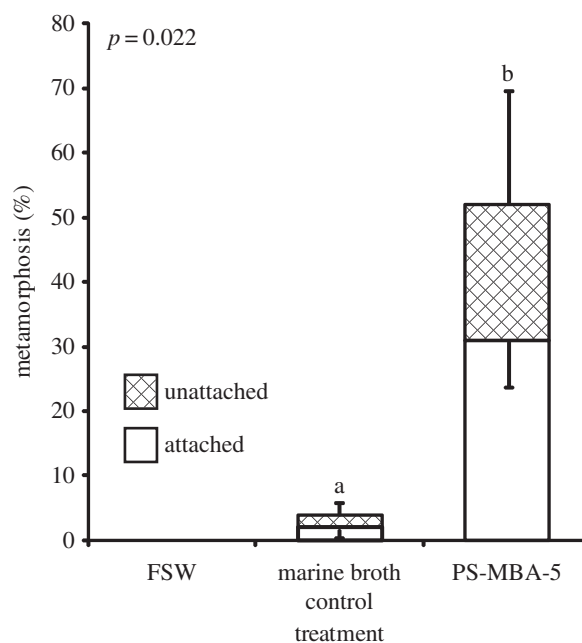 80
p = 0.022
70
b
60
50
metamorphosis (%)
40
30
unattached
20
attached
10
a
0
FSW
marine broth
control
PS-MBA-5
treatment